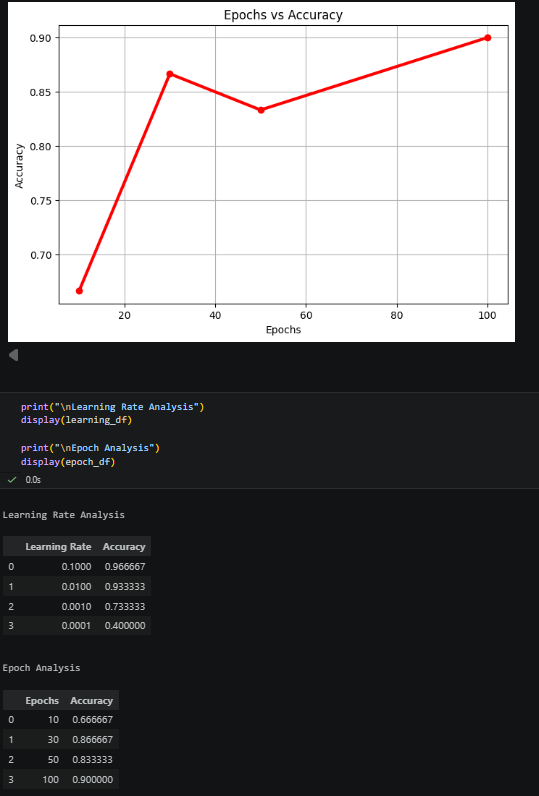 Epochs vs Accuracy
0.90
0.85
0.80
0.75
0.70
Accuracy
20 40 60 80 100
Epochs
print("\nLearning Rate Analysis")
display(learning_df)
print("\nEpoch Analysis")
display(epoch_df)
0.0s
Learning Rate Analysis
Learning Rate Accuracy
0 0.1000 0.966667
1 0.0100 0.933333
2 0.0010 0.733333
3 0.0001 0.400000
Epoch Analysis
Epochs Accuracy
0 10 0.666667
1 30 0.866667
2 50 0.833333
3 100 0.900000